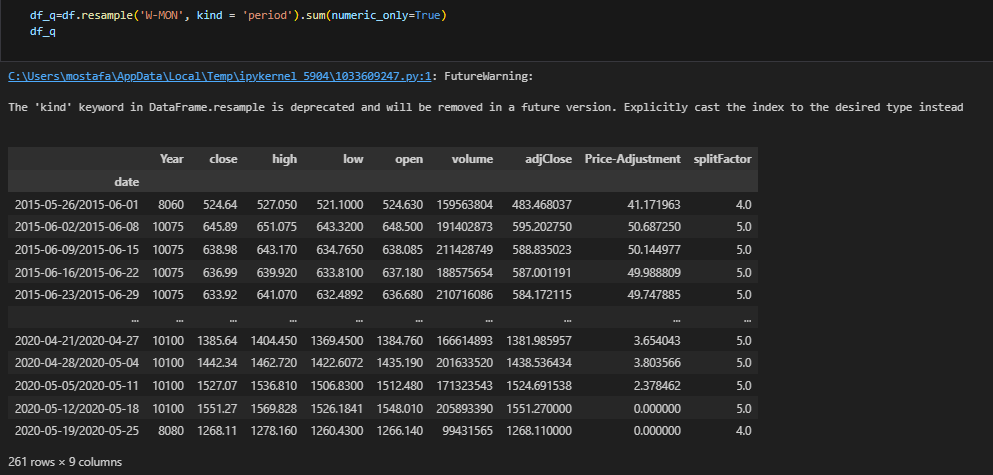 df_q=df.resample('W-MON', kind = 'period').sum(numeric_only=True)
df_q
C:\Users\mostafa\AppData\Local\Temp\ipykernel_5904\1033609247.py:1: FutureWarning:
The 'kind' keyword in DataFrame.resample is deprecated and will be removed in a future version. Explicitly cast the index to the desired type instead
Year close high low open volume adjClose Price-Adjustment splitFactor
date
2015-05-26/2015-06-01 8060 524.64 527.050 521.1000 524.630 159563804 483.468037 41.171963 4.0
2015-06-02/2015-06-08 10075 645.89 651.075 643.3200 648.500 191402873 595.202750 50.687250 5.0
2015-06-09/2015-06-15 10075 638.98 643.170 634.7650 638.085 211428749 588.835023 50.144977 5.0
2015-06-16/2015-06-22 10075 636.99 639.920 633.8100 637.180 188575654 587.001191 49.988809 5.0
2015-06-23/2015-06-29 10075 633.92 641.070 632.4892 636.680 210716086 584.172115 49.747885 5.0
... ... ... ... ... ... ... ... ... ...
2020-04-21/2020-04-27 10100 1385.64 1404.450 1369.4500 1384.760 166614893 1381.985957 3.654043 5.0
2020-04-28/2020-05-04 10100 1442.34 1462.720 1422.6072 1435.190 201633520 1438.536434 3.803566 5.0
2020-05-05/2020-05-11 10100 1527.07 1536.810 1506.8300 1512.480 171323543 1524.691538 2.378462 5.0
2020-05-12/2020-05-18 10100 1551.27 1569.828 1526.1841 1548.010 205893390 1551.270000 0.000000 5.0
2020-05-19/2020-05-25 8080 1268.11 1278.160 1260.4300 1266.140 99431565 1268.110000 0.000000 4.0
261 rows × 9 columns